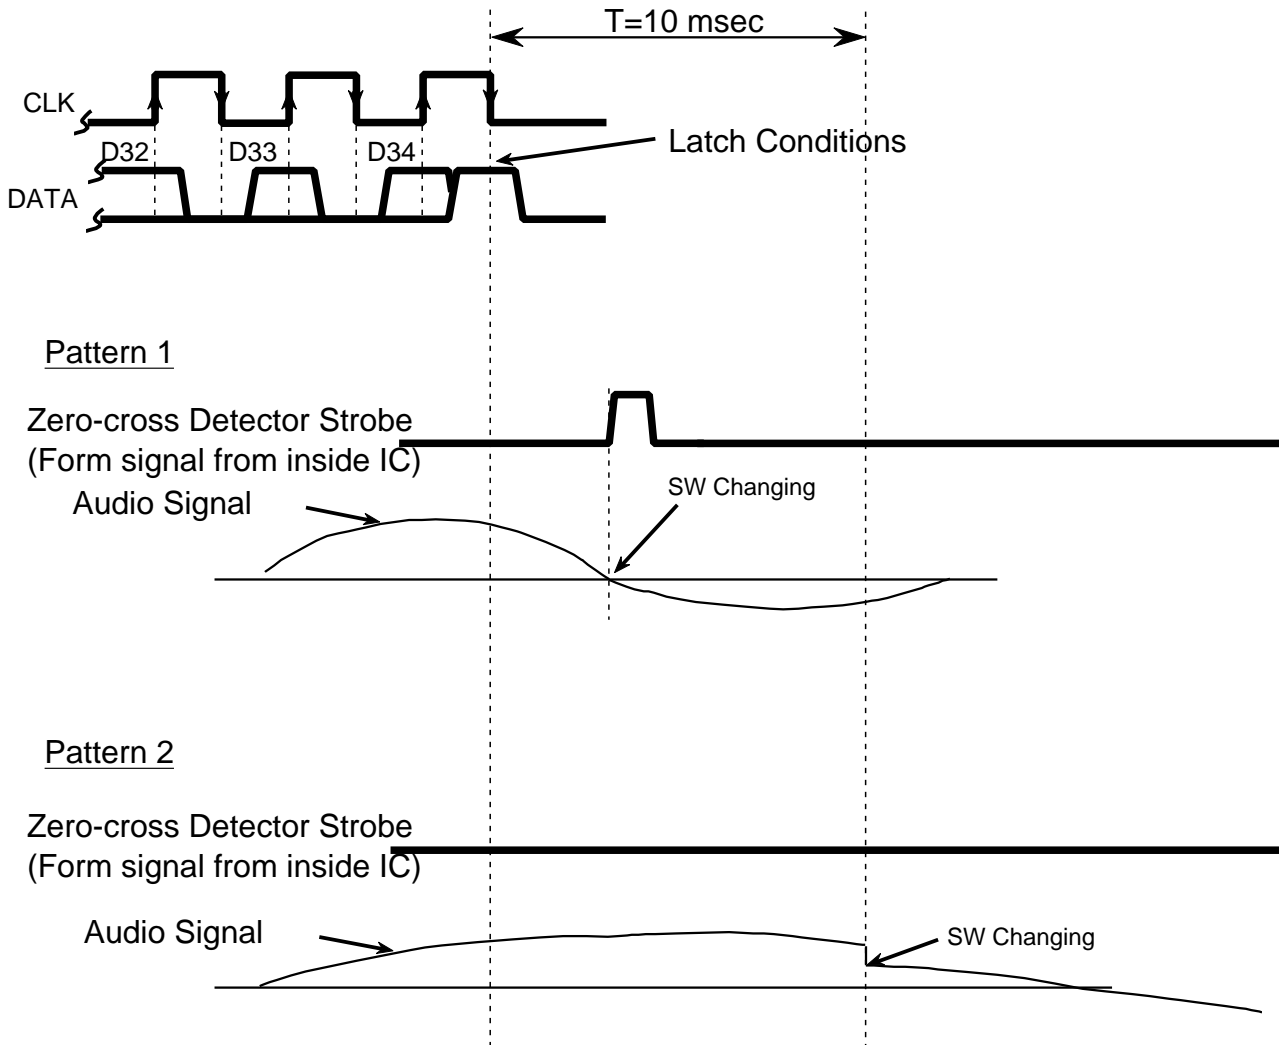 T=10 msec
CLK
D32 D33 D34
Latch Conditions
DATA
Pattern 1
Zero-cross Detector Strobe
(Form signal from inside IC)
Audio Signal
SW Changing
Pattern 2
Zero-cross Detector Strobe
(Form signal from inside IC)
Audio Signal
SW Changing